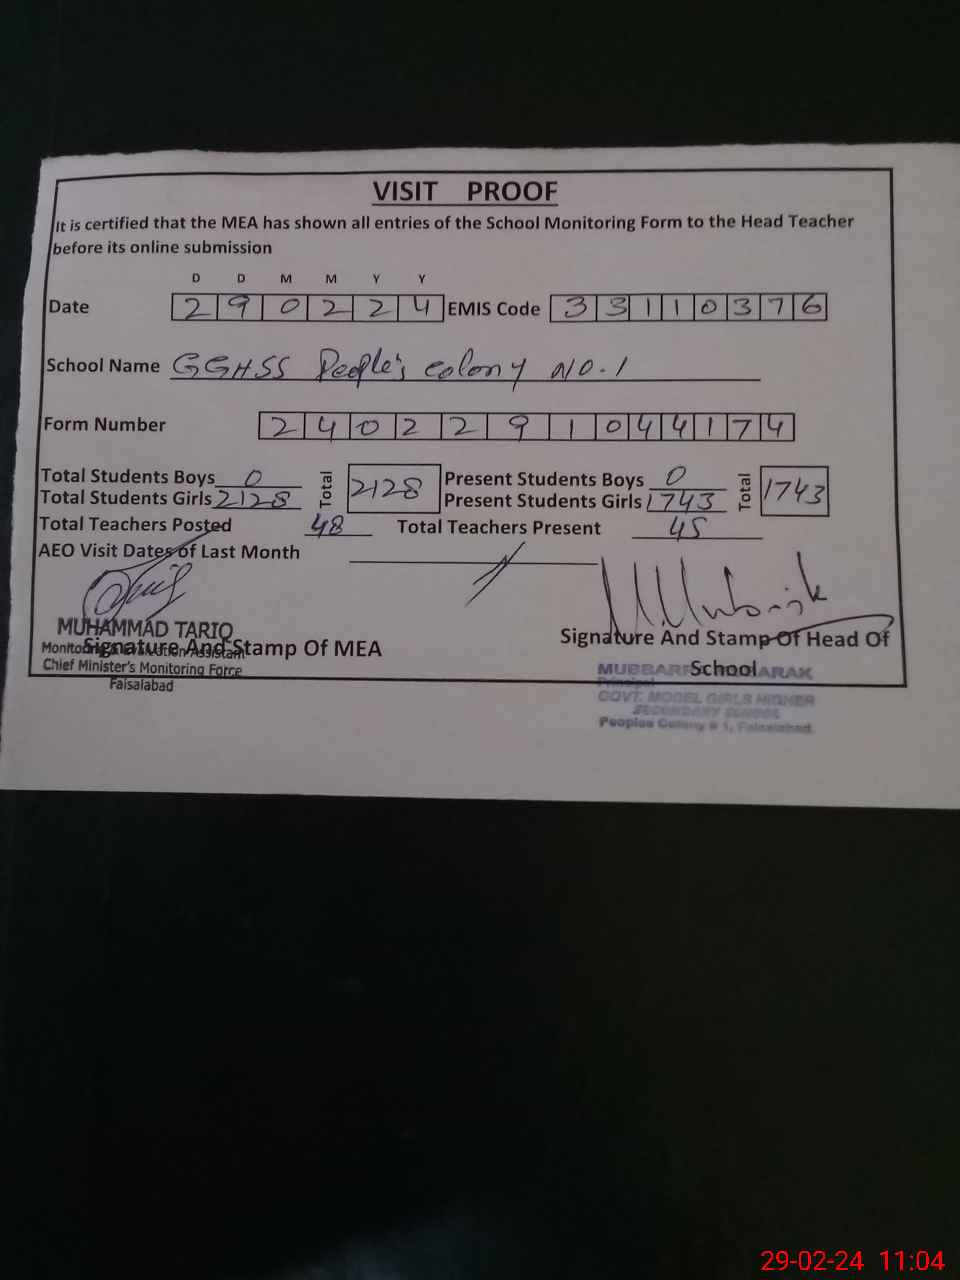 VISIT PROOF
It is certified that the MEA has shown all entries of the School Monitoring Form to the Head Teacher
before its online submission
D D M M Y Y
Date 2 9 0 2 2 4 EMIS Code 3 3 1 1 0 3 7 6
School Name GGHSS People's colony NO.1
Form Number 2 4 0 2 2 9 1 0 4 4 1 7 4
Total Students Boys 0 Total 2128 Present Students Boys 0 Total 1743
Total Students Girls 2128 Present Students Girls 1743
Total Teachers Posted 48 Total Teachers Present 45
AEO Visit Dates of Last Month
MUHAMMAD TARIQ
Signature And Stamp Of MEA
Monitoring & Evaluation Assistant
Chief Minister's Monitoring Force
Faisalabad
Signature And Stamp Of Head Of
School
Principal
GOVT. MODEL GIRLS HIGHER
SECONDARY SCHOOL
Peoples Colony # 1, Faisalabad.
29-02-24 11:04